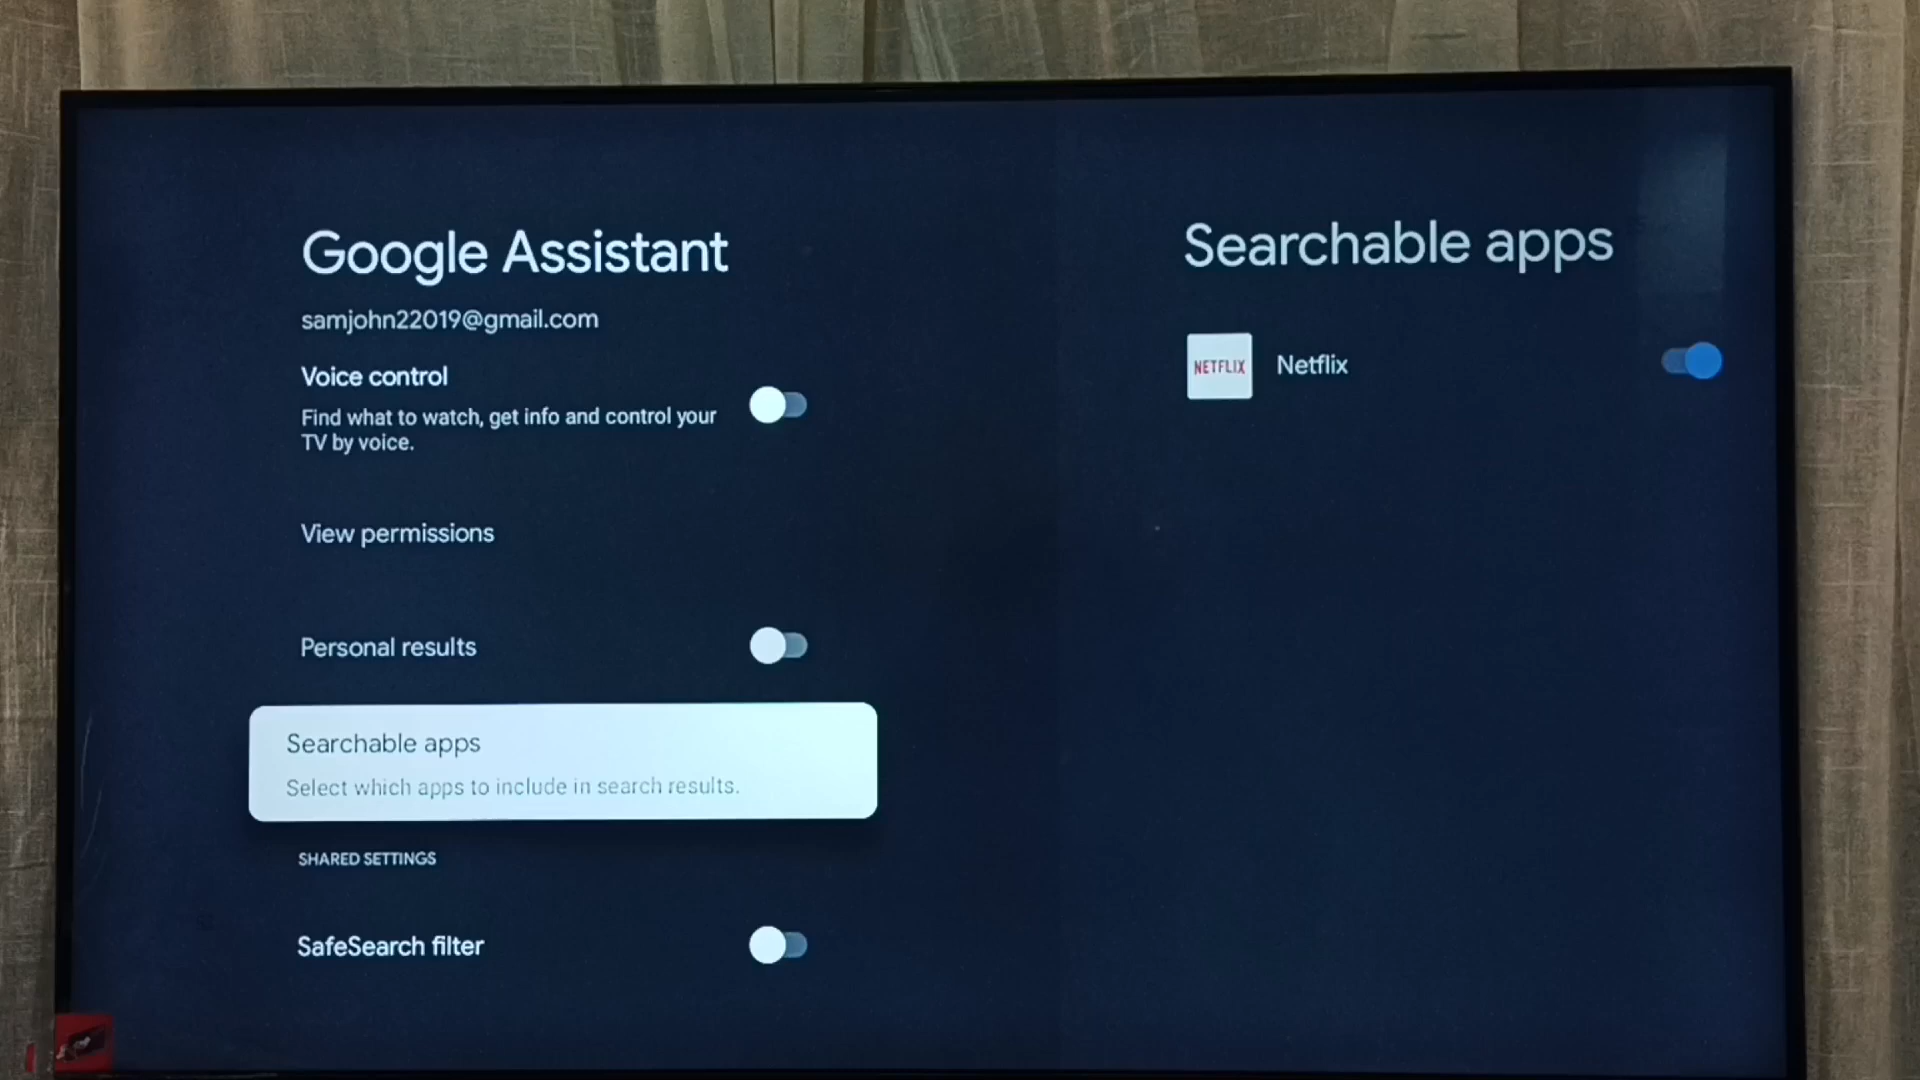 Google Assistant
samjohn22019@gmail.com
Voice control
Find what to watch, get info and control your
TV by voice.
View permissions
Personal results
Searchable apps
Select which apps to include in search results.
SHARED SETTINGS
SafeSearch filter
Searchable apps
NETFLIX
Netflix